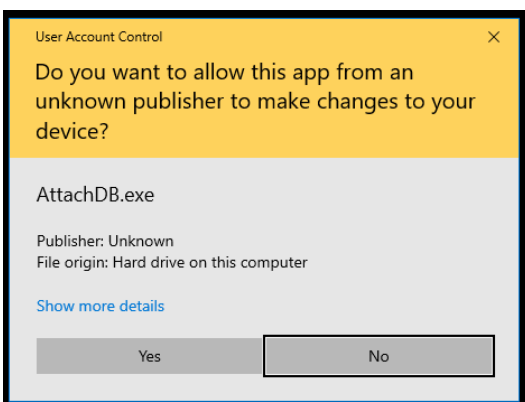 User Account Control
Do you want to allow this app from an
unknown publisher to make changes to your
device?
AttachDB.exe
Publisher: Unknown
File origin: Hard drive on this computer
Show more details
Yes
No